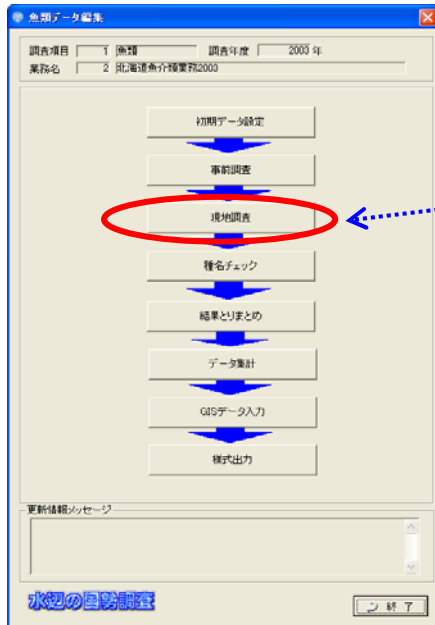 魚類データ編集
調査項目 1 魚類 調査年度 2003 年
業務名 2 北海道魚介類業務2003
初期データ設定
事前調査
現地調査
種名チェック
結果とりまとめ
データ集計
GISデータ入力
様式出力
更新情報メッセージ
水辺の国勢調査
終 了